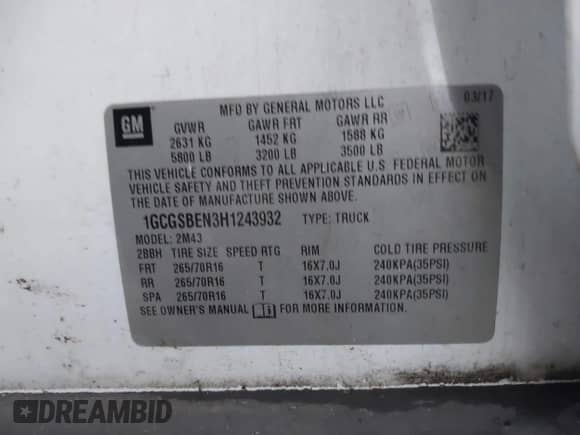 MFD BY GENERAL MOTORS LLC 03/17
GM
GVWR GAWR FRT GAWR RR
2631 KG 1452 KG 1588 KG
5800 LB 3200 LB 3500 LB
THIS VEHICLE CONFORMS TO ALL APPLICABLE U.S. FEDERAL MOTOR
VEHICLE SAFETY AND THEFT PREVENTION STANDARDS IN EFFECT ON
THE DATE OF MANUFACTURE SHOWN ABOVE.
1GCGSBEN3H1243932 TYPE: TRUCK
MODEL: 2M43
2BBH TIRE SIZE SPEED RTG RIM COLD TIRE PRESSURE
FRT 265/70R16 T 16X7.0J 240KPA(35PSI)
RR 265/70R16 T 16X7.0J 240KPA(35PSI)
SPA 265/70R16 T 16X7.0J 240KPA(35PSI)
SEE OWNER'S MANUAL FOR MORE INFORMATION.
DREAMBID